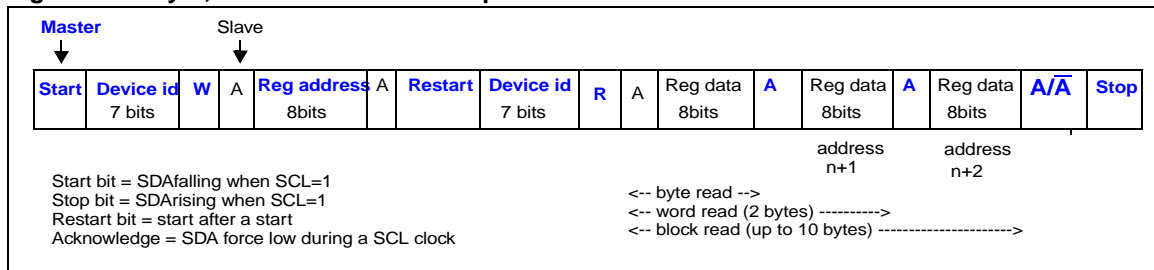 Master Slave
Start Device id W A Reg address A Restart Device id R A Reg data A Reg data A Reg data A/A̅ Stop
7 bits 8bits 7 bits 8bits 8bits 8bits
address address
n+1 n+2
Start bit = SDAfalling when SCL=1
Stop bit = SDArising when SCL=1
Restart bit = start after a start
Acknowledge = SDA force low during a SCL clock
<-- byte read -->
<-- word read (2 bytes) ---------->
<-- block read (up to 10 bytes) ----------------------->